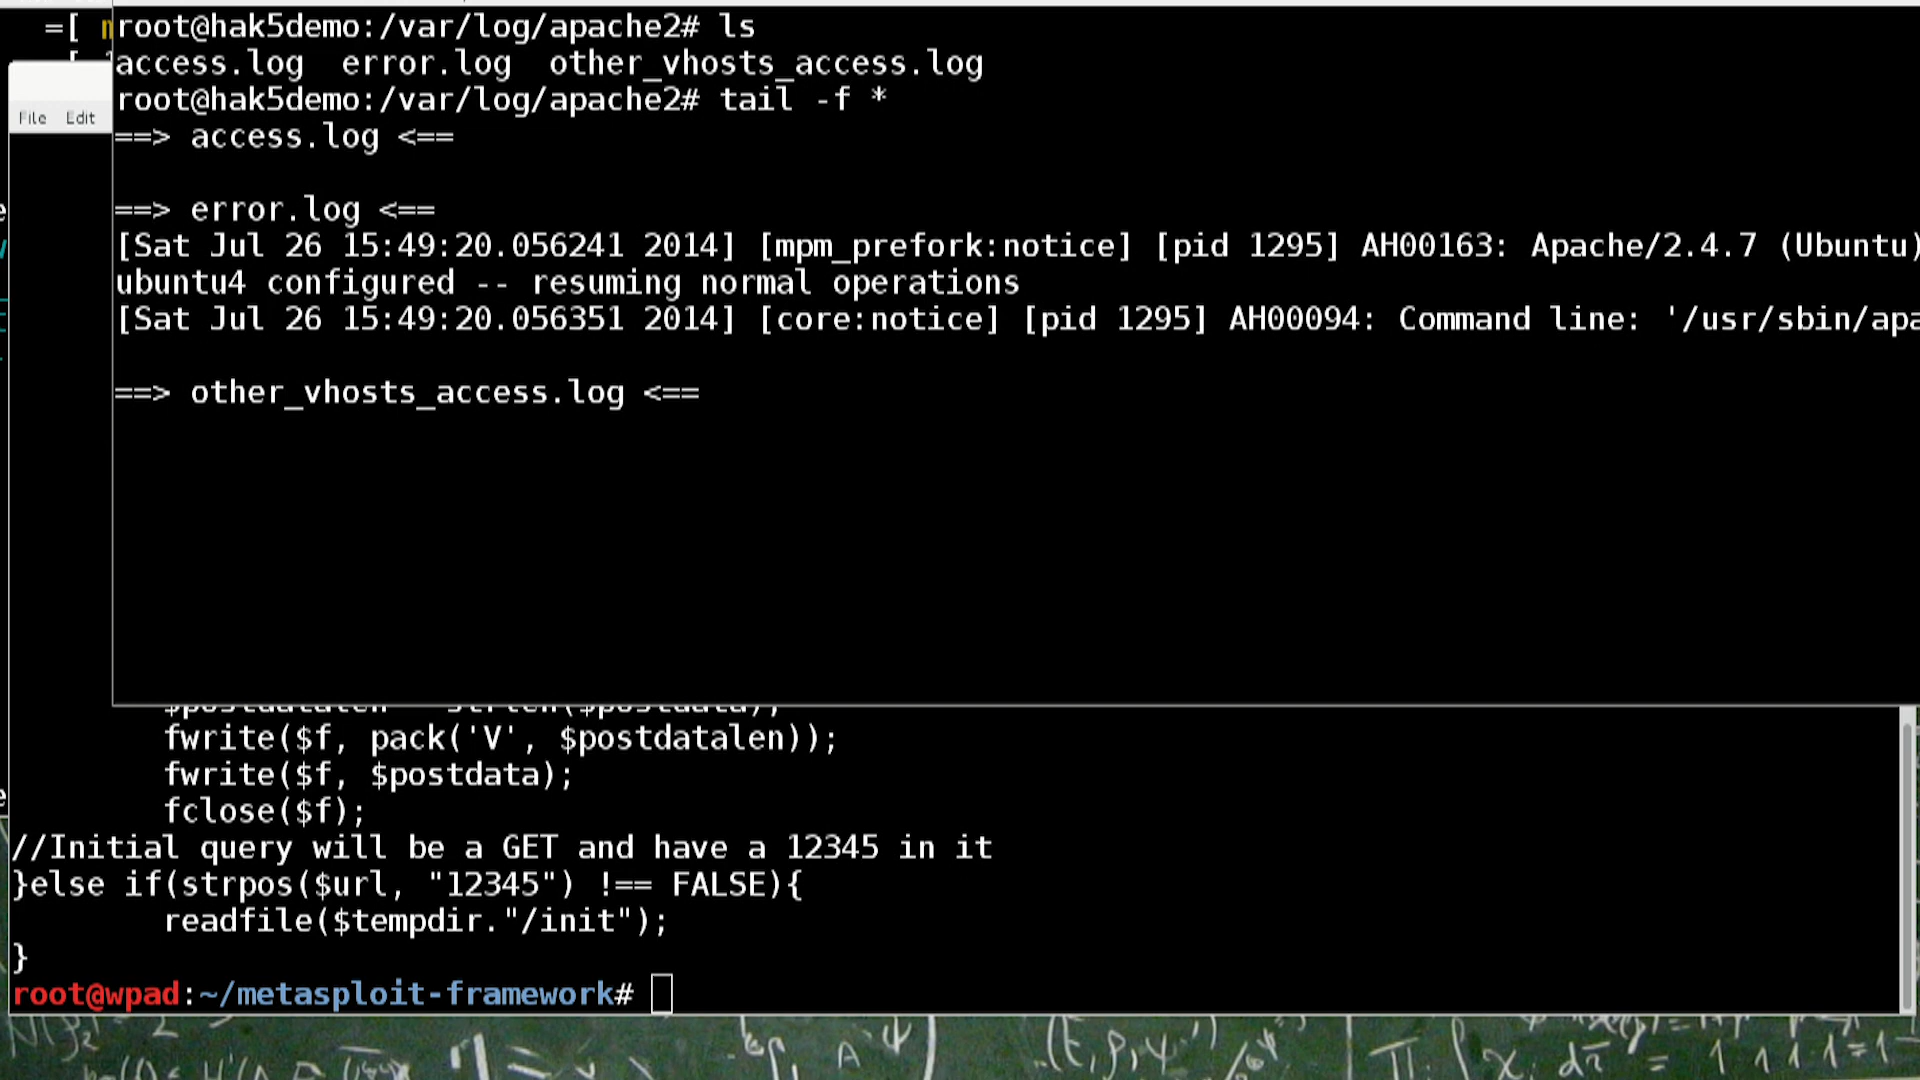 =[
root@hak5demo:/var/log/apache2# ls
access.log  error.log  other_vhosts_access.log
root@hak5demo:/var/log/apache2# tail -f *
File Edit
==> access.log <==
==> error.log <==
[Sat Jul 26 15:49:20.056241 2014] [mpm_prefork:notice] [pid 1295] AH00163: Apache/2.4.7 (Ubuntu)
ubuntu4 configured -- resuming normal operations
[Sat Jul 26 15:49:20.056351 2014] [core:notice] [pid 1295] AH00094: Command line: '/usr/sbin/apa
==> other_vhosts_access.log <==
$postdatalen = strlen($postdata);
fwrite($f, pack('V', $postdatalen));
fwrite($f, $postdata);
fclose($f);
//Initial query will be a GET and have a 12345 in it
}else if(strpos($url, "12345") !== FALSE){
readfile($tempdir."/init");
}
root@wpad:~/metasploit-framework#